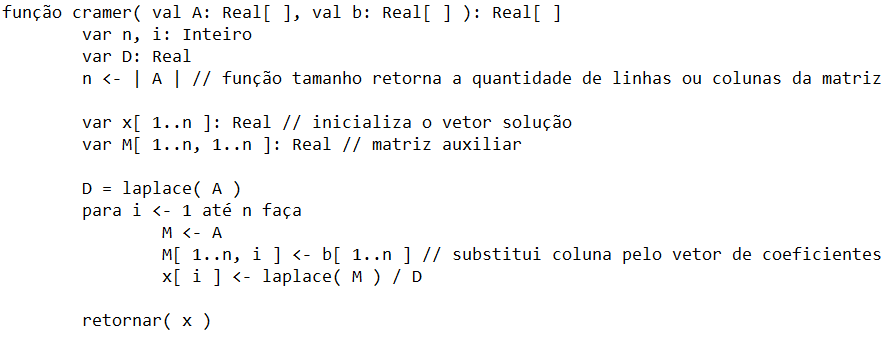 função cramer( val A: Real[ ], val b: Real[ ] ): Real[ ]
var n, i: Inteiro
var D: Real
n <- | A | // função tamanho retorna a quantidade de linhas ou colunas da matriz
var x[ 1..n ]: Real // inicializa o vetor solução
var M[ 1..n, 1..n ]: Real // matriz auxiliar
D = laplace( A )
para i <- 1 até n faça
M <- A
M[ 1..n, i ] <- b[ 1..n ] // substitui coluna pelo vetor de coeficientes
x[ i ] <- laplace( M ) / D
retornar( x )